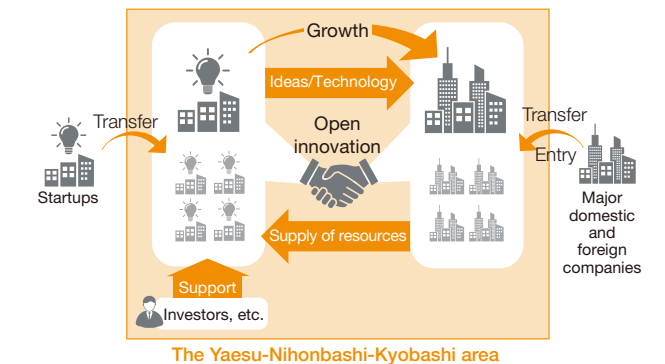 Growth
Ideas/Technology
Transfer
Startups
Open
innovation
Transfer
Entry
Major
domestic
and
foreign
companies
Supply of resources
Support
Investors, etc.
The Yaesu-Nihonbashi-Kyobashi area